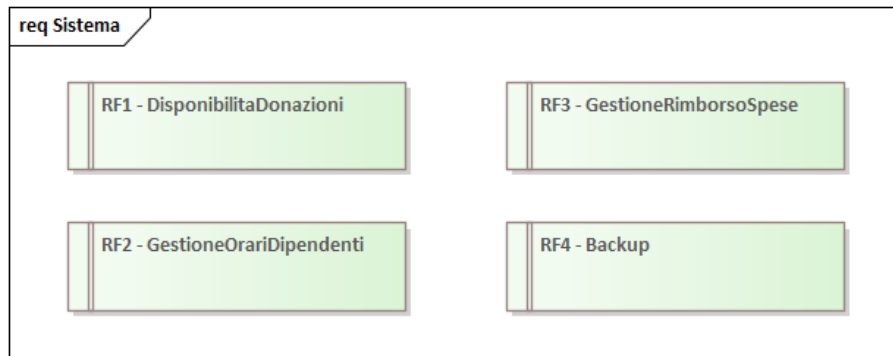 req Sistema
RF1 - DisponibilitaDonazioni
RF3 - GestioneRimborsoSpese
RF2 - GestioneOrariDipendenti
RF4 - Backup